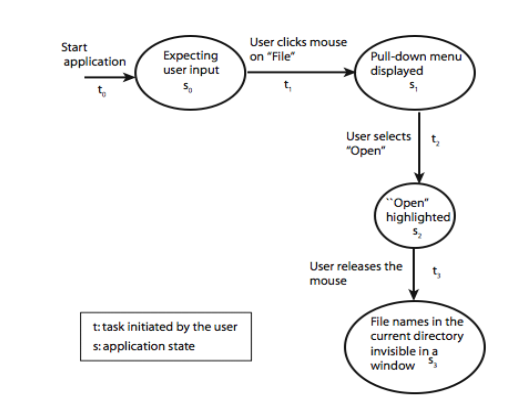 Start
application
t₀
Expecting
user input
s₀
User clicks mouse
on "File"
t₁
Pull-down menu
displayed
s₁
User selects
"Open"
t₂
``Open"
highlighted
s₂
User releases the
mouse
t₃
File names in the
current directory
invisible in a
window s₃
t: task initiated by the user
s: application state